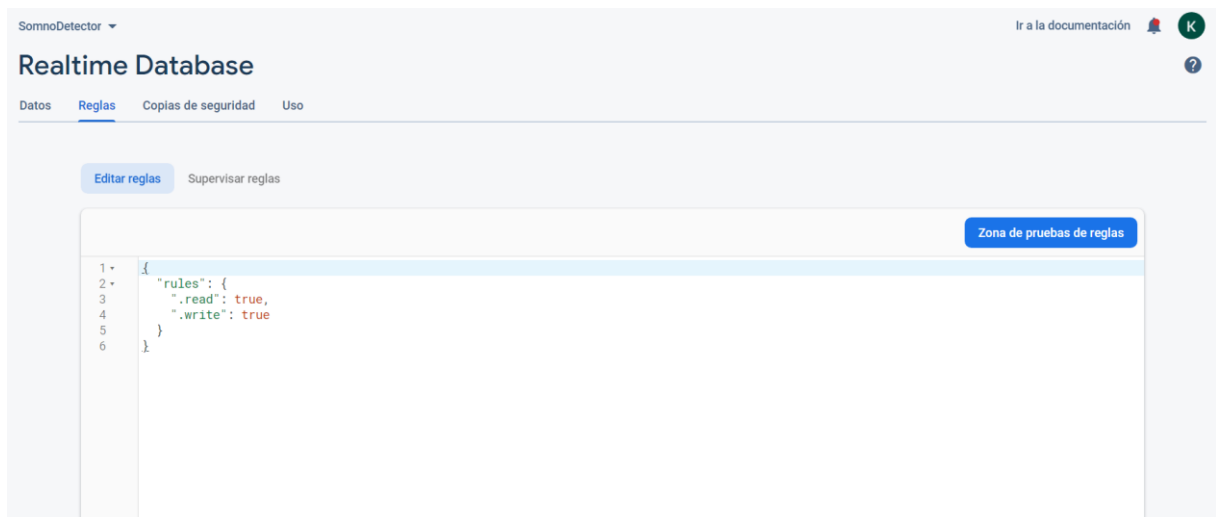 SomnoDetector
Ir a la documentación
K
Realtime Database
?
Datos Reglas Copias de seguridad Uso
Editar reglas Supervisar reglas
Zona de pruebas de reglas
1 {
2 "rules": {
3 ".read": true,
4 ".write": true
5 }
6 }